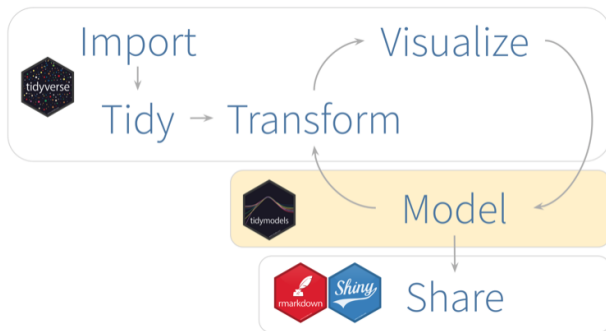 Import
Visualize
tidyverse
Tidy
Transform
tidymodels
Model
rmarkdown
Shiny
Share